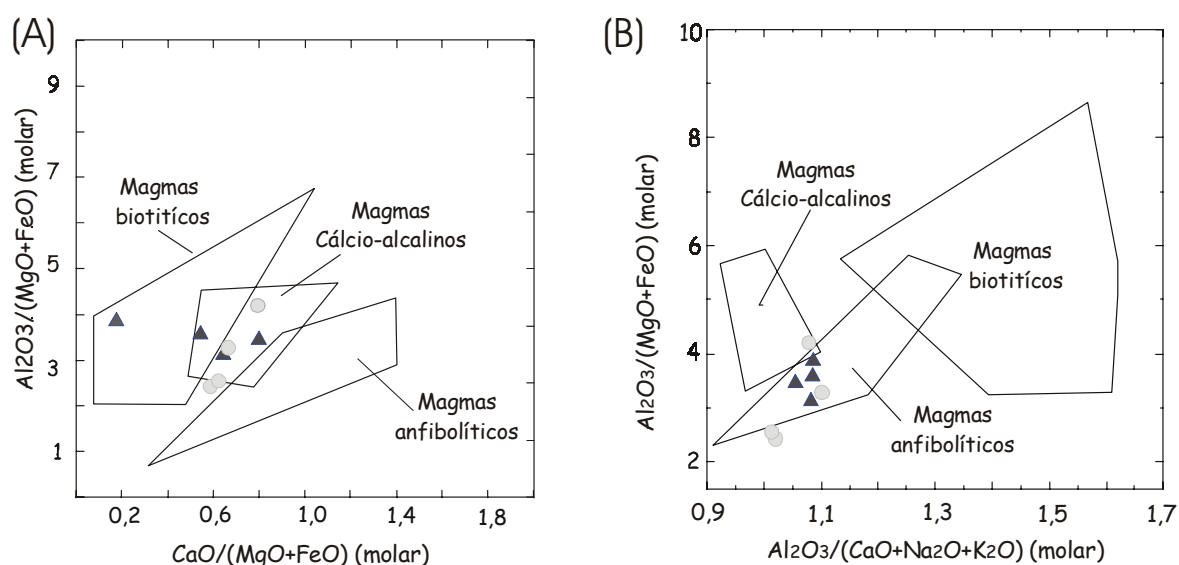 (A)
Al2O3/(MgO+FeO) (molar)
9
7
5
3
1
Magmas
biotitícos
Magmas
Cálcio-alcalinos
Magmas
anfibolíticos
0,2
0,6
1,0
1,4
1,8
CaO/(MgO+FeO) (molar)
(B)
Al2O3/(MgO+FeO) (molar)
10
8
6
4
2
Magmas
Cálcio-alcalinos
Magmas
biotitícos
Magmas
anfibolíticos
0,9
1,1
1,3
1,5
1,7
Al2O3/(CaO+Na2O+K2O) (molar)